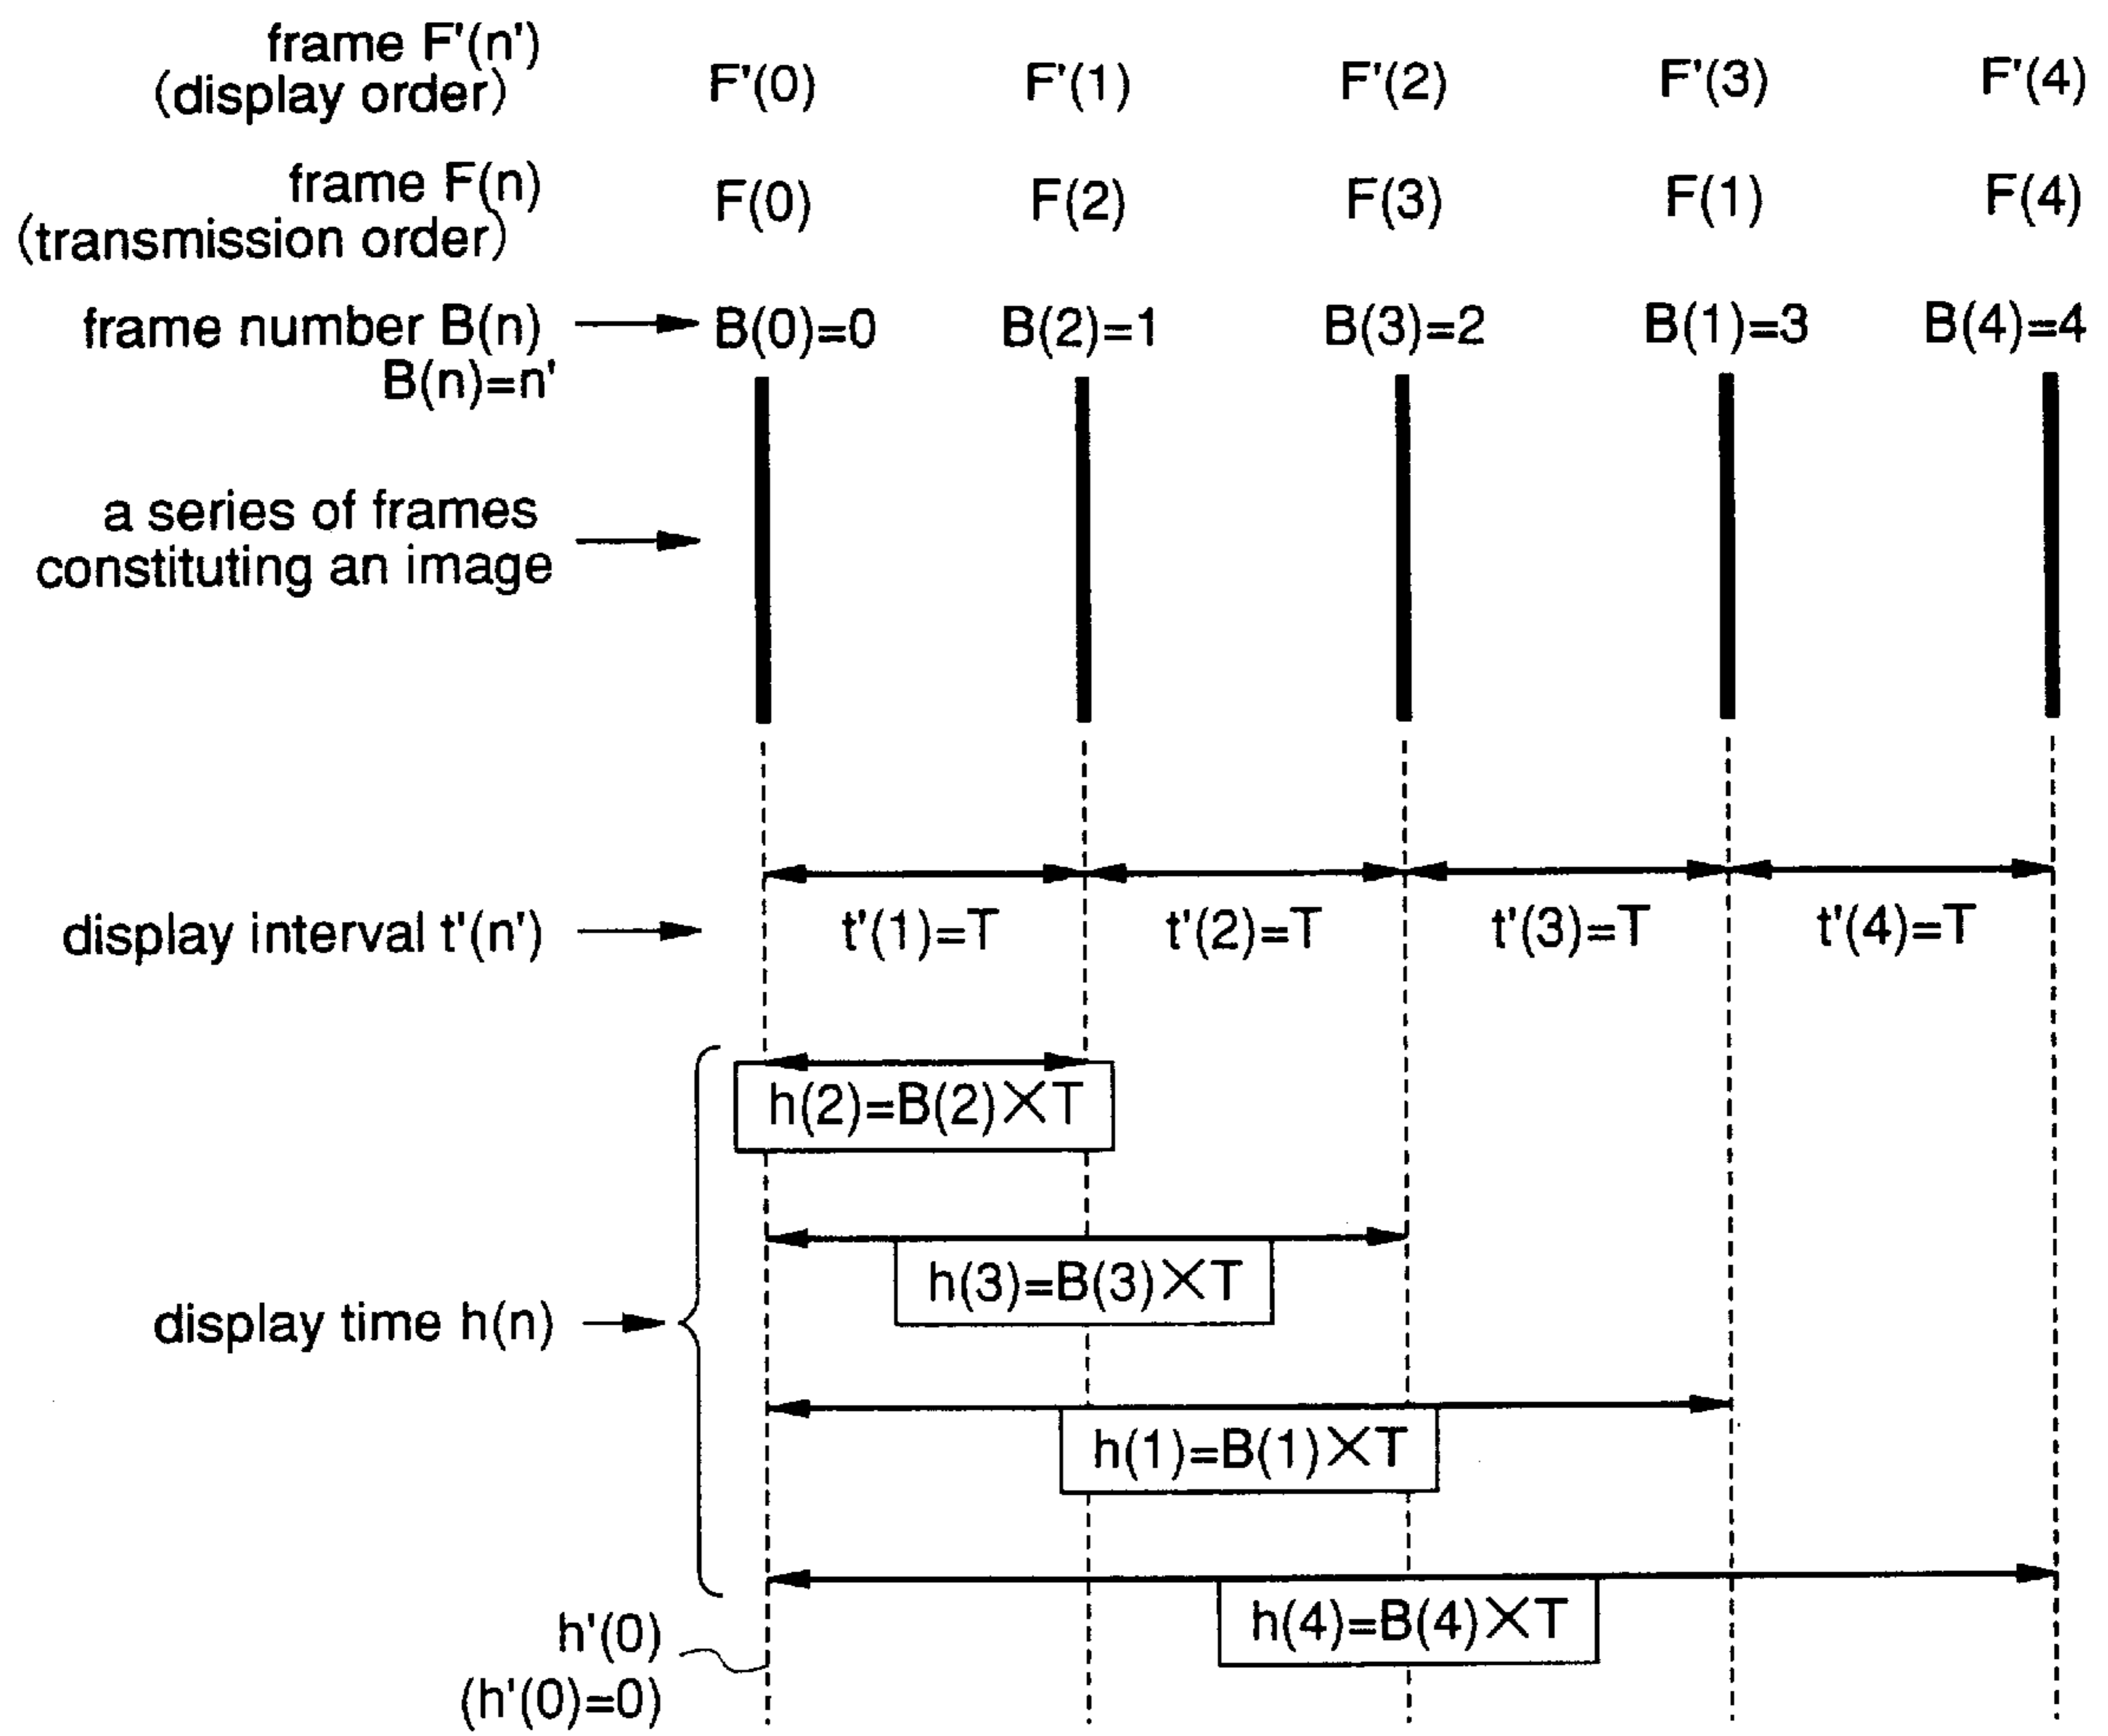 frame F'(n')
(display order)
F'(0) F'(1) F'(2) F'(3) F'(4)
frame F(n)
(transmission order)
F(0) F(2) F(3) F(1) F(4)
frame number B(n)
B(n)=n'
B(0)=0 B(2)=1 B(3)=2 B(1)=3 B(4)=4
a series of frames
constituting an image
display interval t'(n') t'(1)=T t'(2)=T t'(3)=T t'(4)=T
h(2)=B(2)×T
h(3)=B(3)×T
display time h(n)
h(1)=B(1)×T
h(4)=B(4)×T
h'(0)
(h'(0)=0)